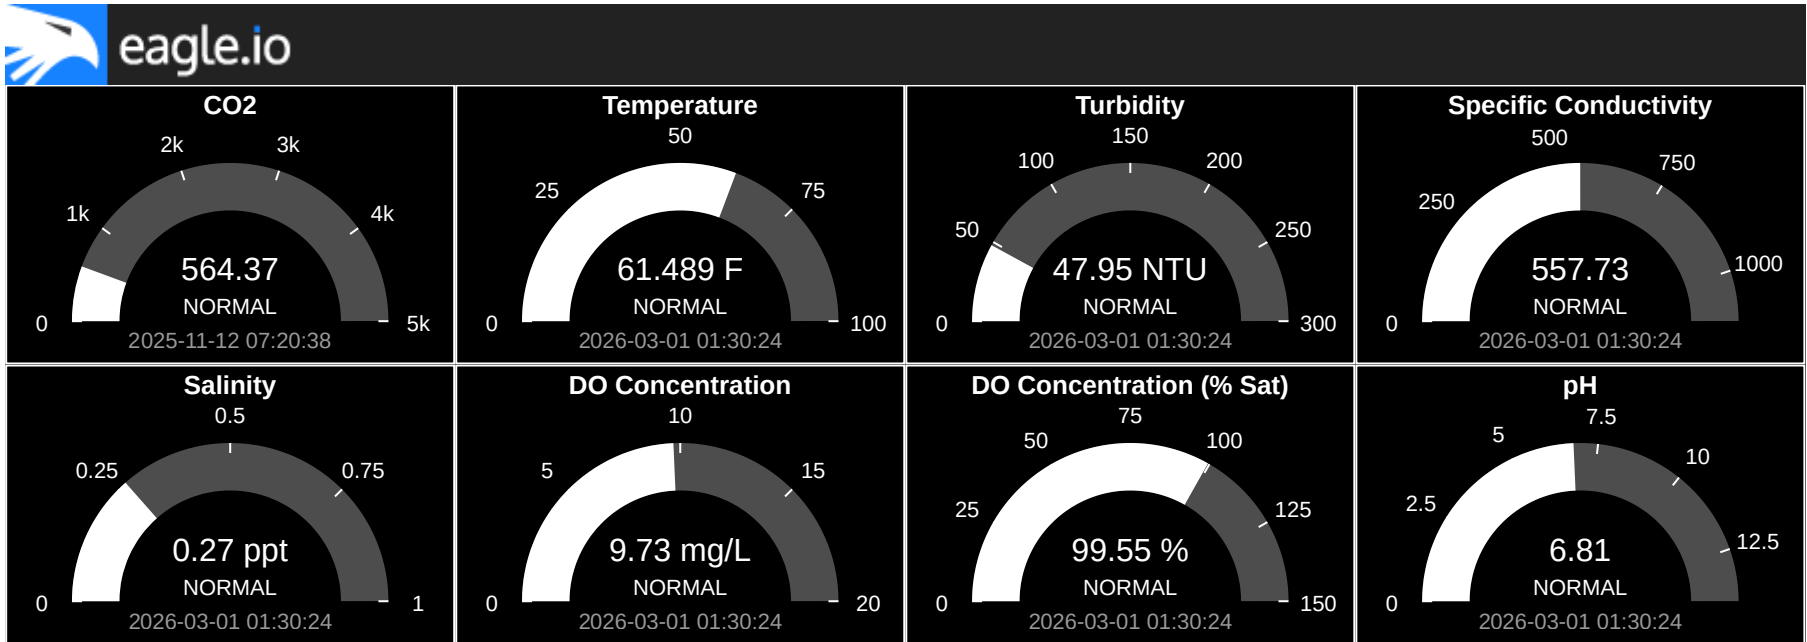 eagle.io
CO2
2k
3k
1k
4k
0
5k
564.37
NORMAL
2025-11-12 07:20:38
Temperature
50
25
75
0
100
61.489 F
NORMAL
2026-03-01 01:30:24
Turbidity
150
100
200
50
250
0
300
47.95 NTU
NORMAL
2026-03-01 01:30:24
Specific Conductivity
500
750
250
1000
0
557.73
NORMAL
2026-03-01 01:30:24
Salinity
0.5
0.25
0.75
0
1
0.27 ppt
NORMAL
2026-03-01 01:30:24
DO Concentration
10
5
15
0
20
9.73 mg/L
NORMAL
2026-03-01 01:30:24
DO Concentration (% Sat)
75
50
100
25
125
0
150
99.55 %
NORMAL
2026-03-01 01:30:24
pH
7.5
5
10
2.5
12.5
0
6.81
NORMAL
2026-03-01 01:30:24